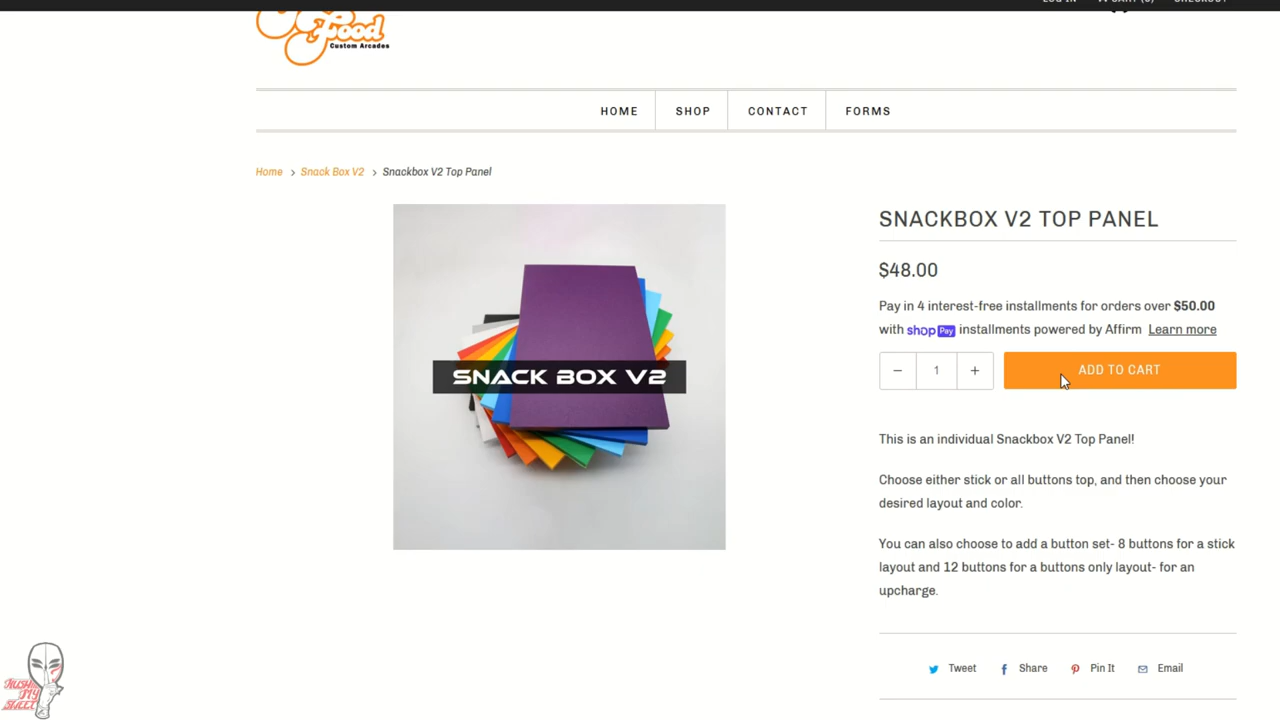 Food
Custom Arcades
HOME
SHOP
CONTACT
FORMS
Home > Snack Box V2 > Snackbox V2 Top Panel
SNACK BOX V2
SNACKBOX V2 TOP PANEL
$48.00
Pay in 4 interest-free installments for orders over $50.00
with shop Pay installments powered by Affirm Learn more
− 1 +
ADD TO CART
This is an individual Snackbox V2 Top Panel!
Choose either stick or all buttons top, and then choose your
desired layout and color.
You can also choose to add a button set- 8 buttons for a stick
layout and 12 buttons for a buttons only layout- for an
upcharge.
Tweet
Share
Pin It
Email
MY